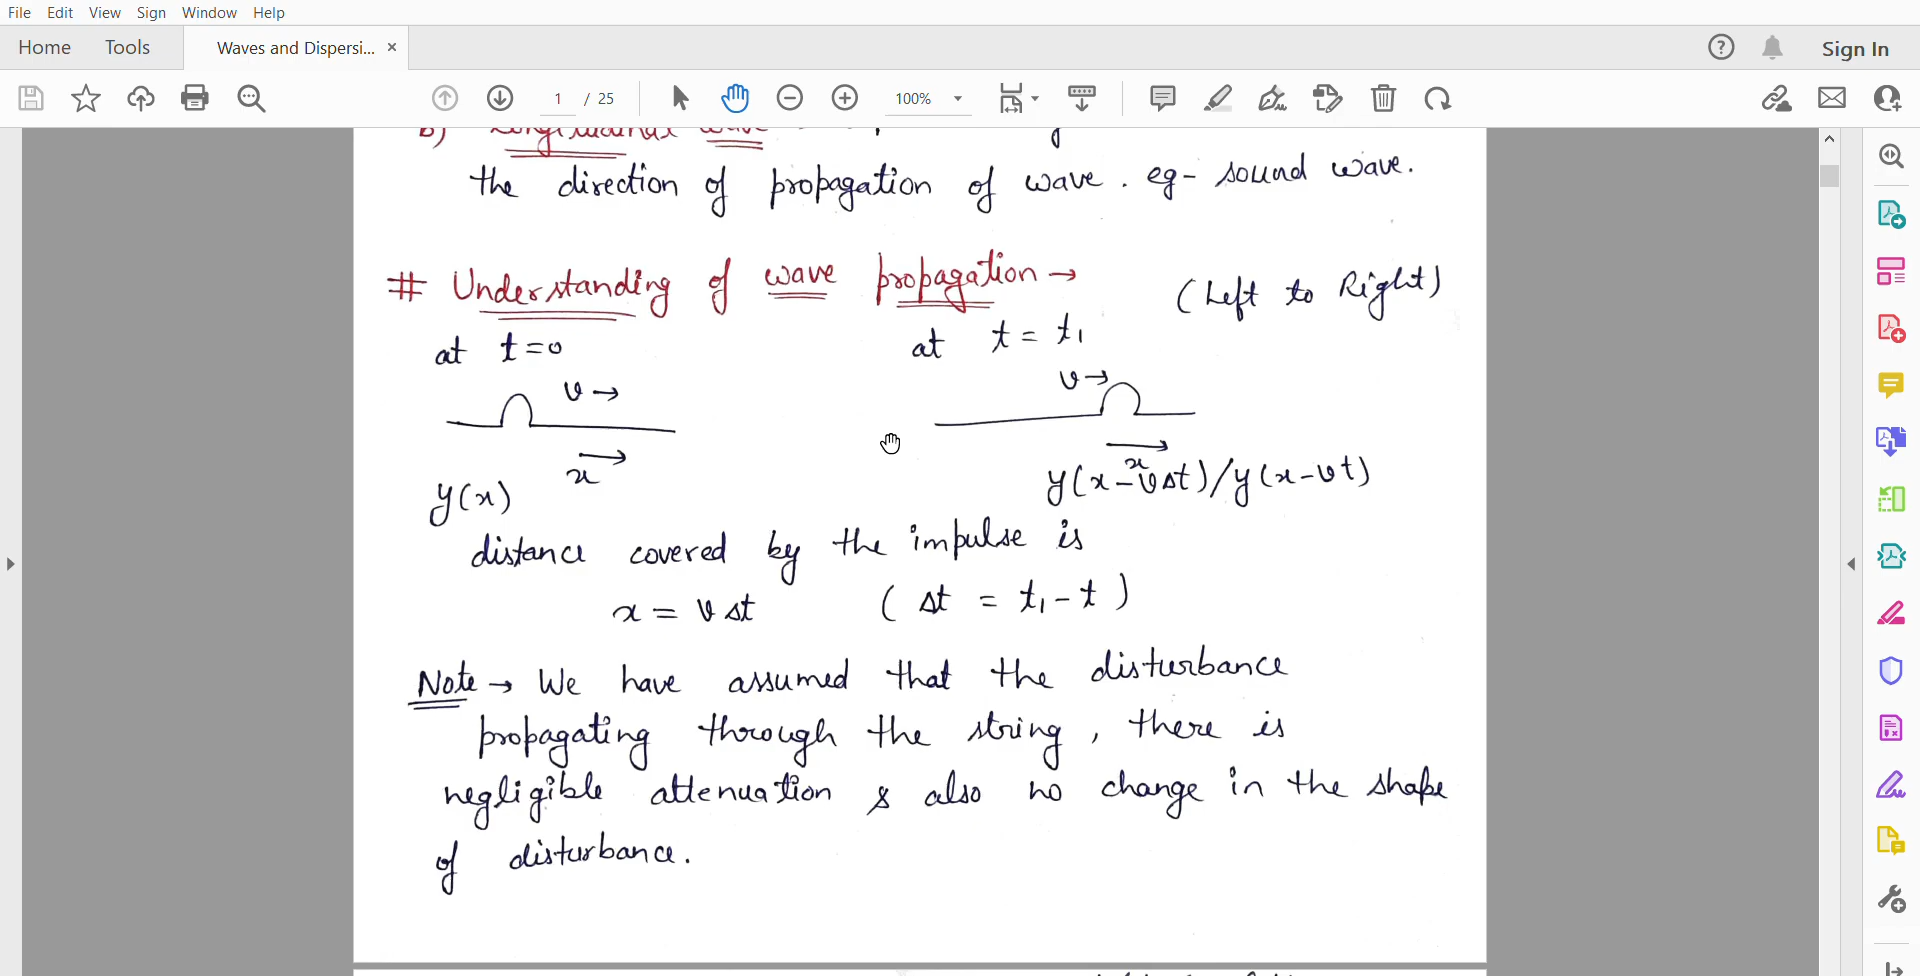 File Edit View Sign Window Help
Home Tools Waves and Dispersi... × Sign In
1 / 25 100%
b) Longitudinal wave
the direction of propagation of wave. eg- sound wave.
# Understanding of wave propagation → (Left to Right)
at t=0 at t = t₁
v → v →
x → x
y(x) y(x-vΔt)/y(x-vt)
distance covered by the impulse is
x = vΔt (Δt = t₁-t)
Note → We have assumed that the disturbance
propagating through the string, there is
negligible attenuation & also no change in the shape
of disturbance.